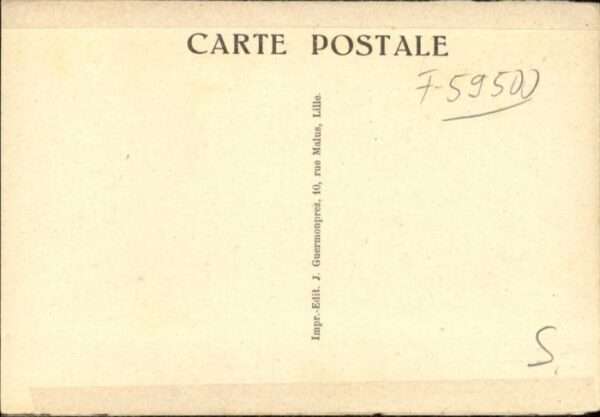 CARTE POSTALE
F-59500
Impr.-Edit. J. Guermonprez, 10, rue Malus, Lille.
S.